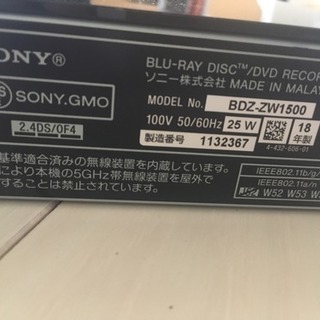 SONY®
BLU-RAY DISC™/DVD RECOR
ソニー株式会社 MADE IN MALAY
SONY.GMO
MODEL No. BDZ-ZW1500
2.4DS/OF4
100V 50/60Hz 25 W 18年製
製造番号 1132367
4-432-606-01
基準適合済みの無線装置を内蔵しています。
により本機の5GHz帯無線装置を屋外で
することは禁止されています。
IEEE802.11b/g/
IEEE802.11a/n
W52 W53 W5